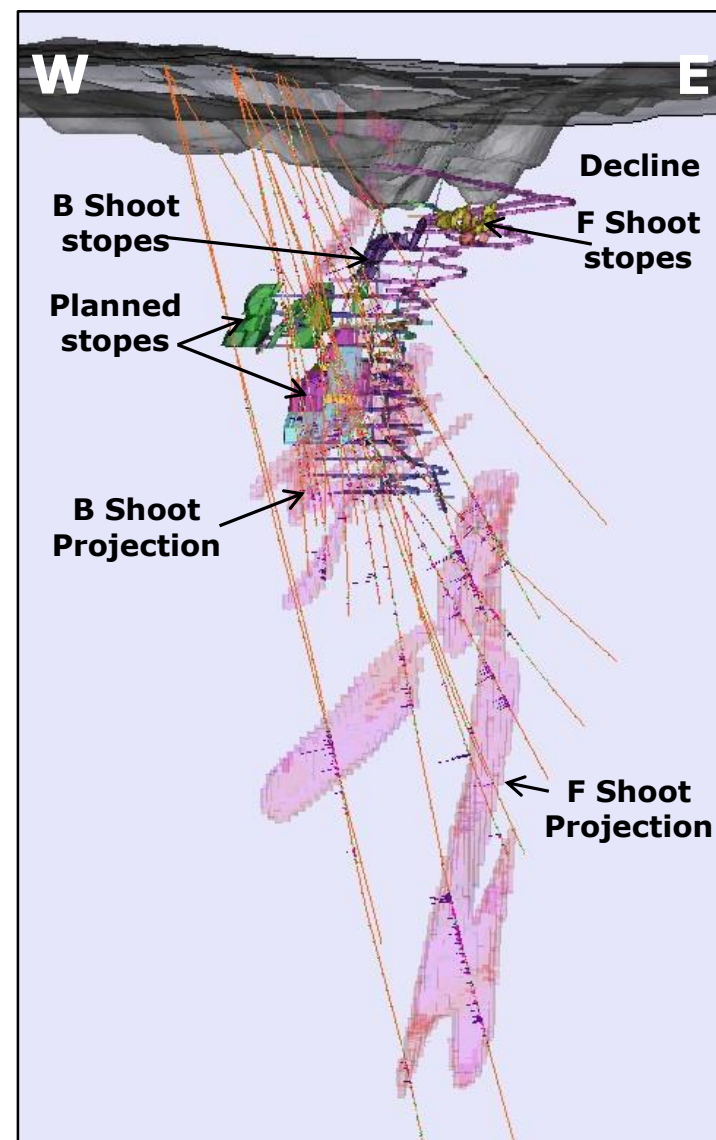 W
E
Decline
B Shoot
stopes
F Shoot
stopes
Planned
stopes
B Shoot
Projection
F Shoot
Projection